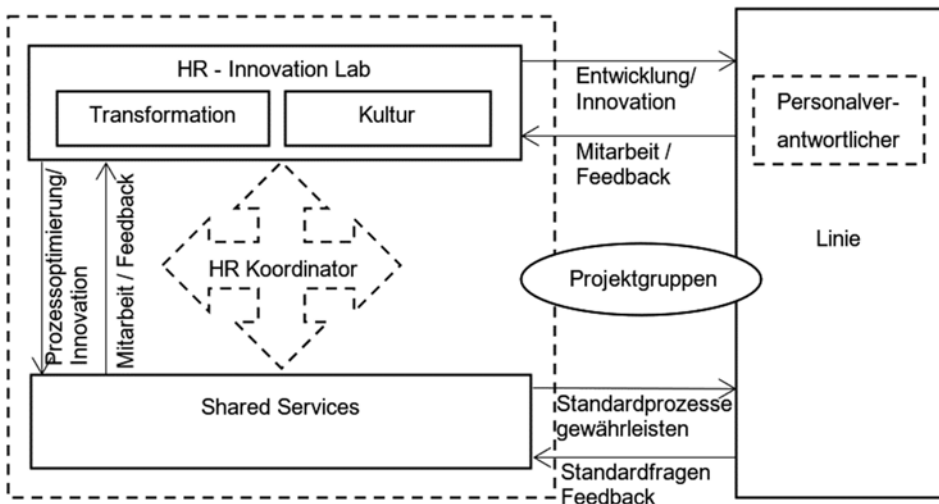 HR - Innovation Lab
Transformation
Kultur
Entwicklung/
Innovation
Mitarbeit /
Feedback
Personalver-
antwortlicher
Linie
Prozessoptimierung/
Innovation
Mitarbeit / Feedback
HR Koordinator
Projektgruppen
Shared Services
Standardprozesse
gewährleisten
Standardfragen
Feedback